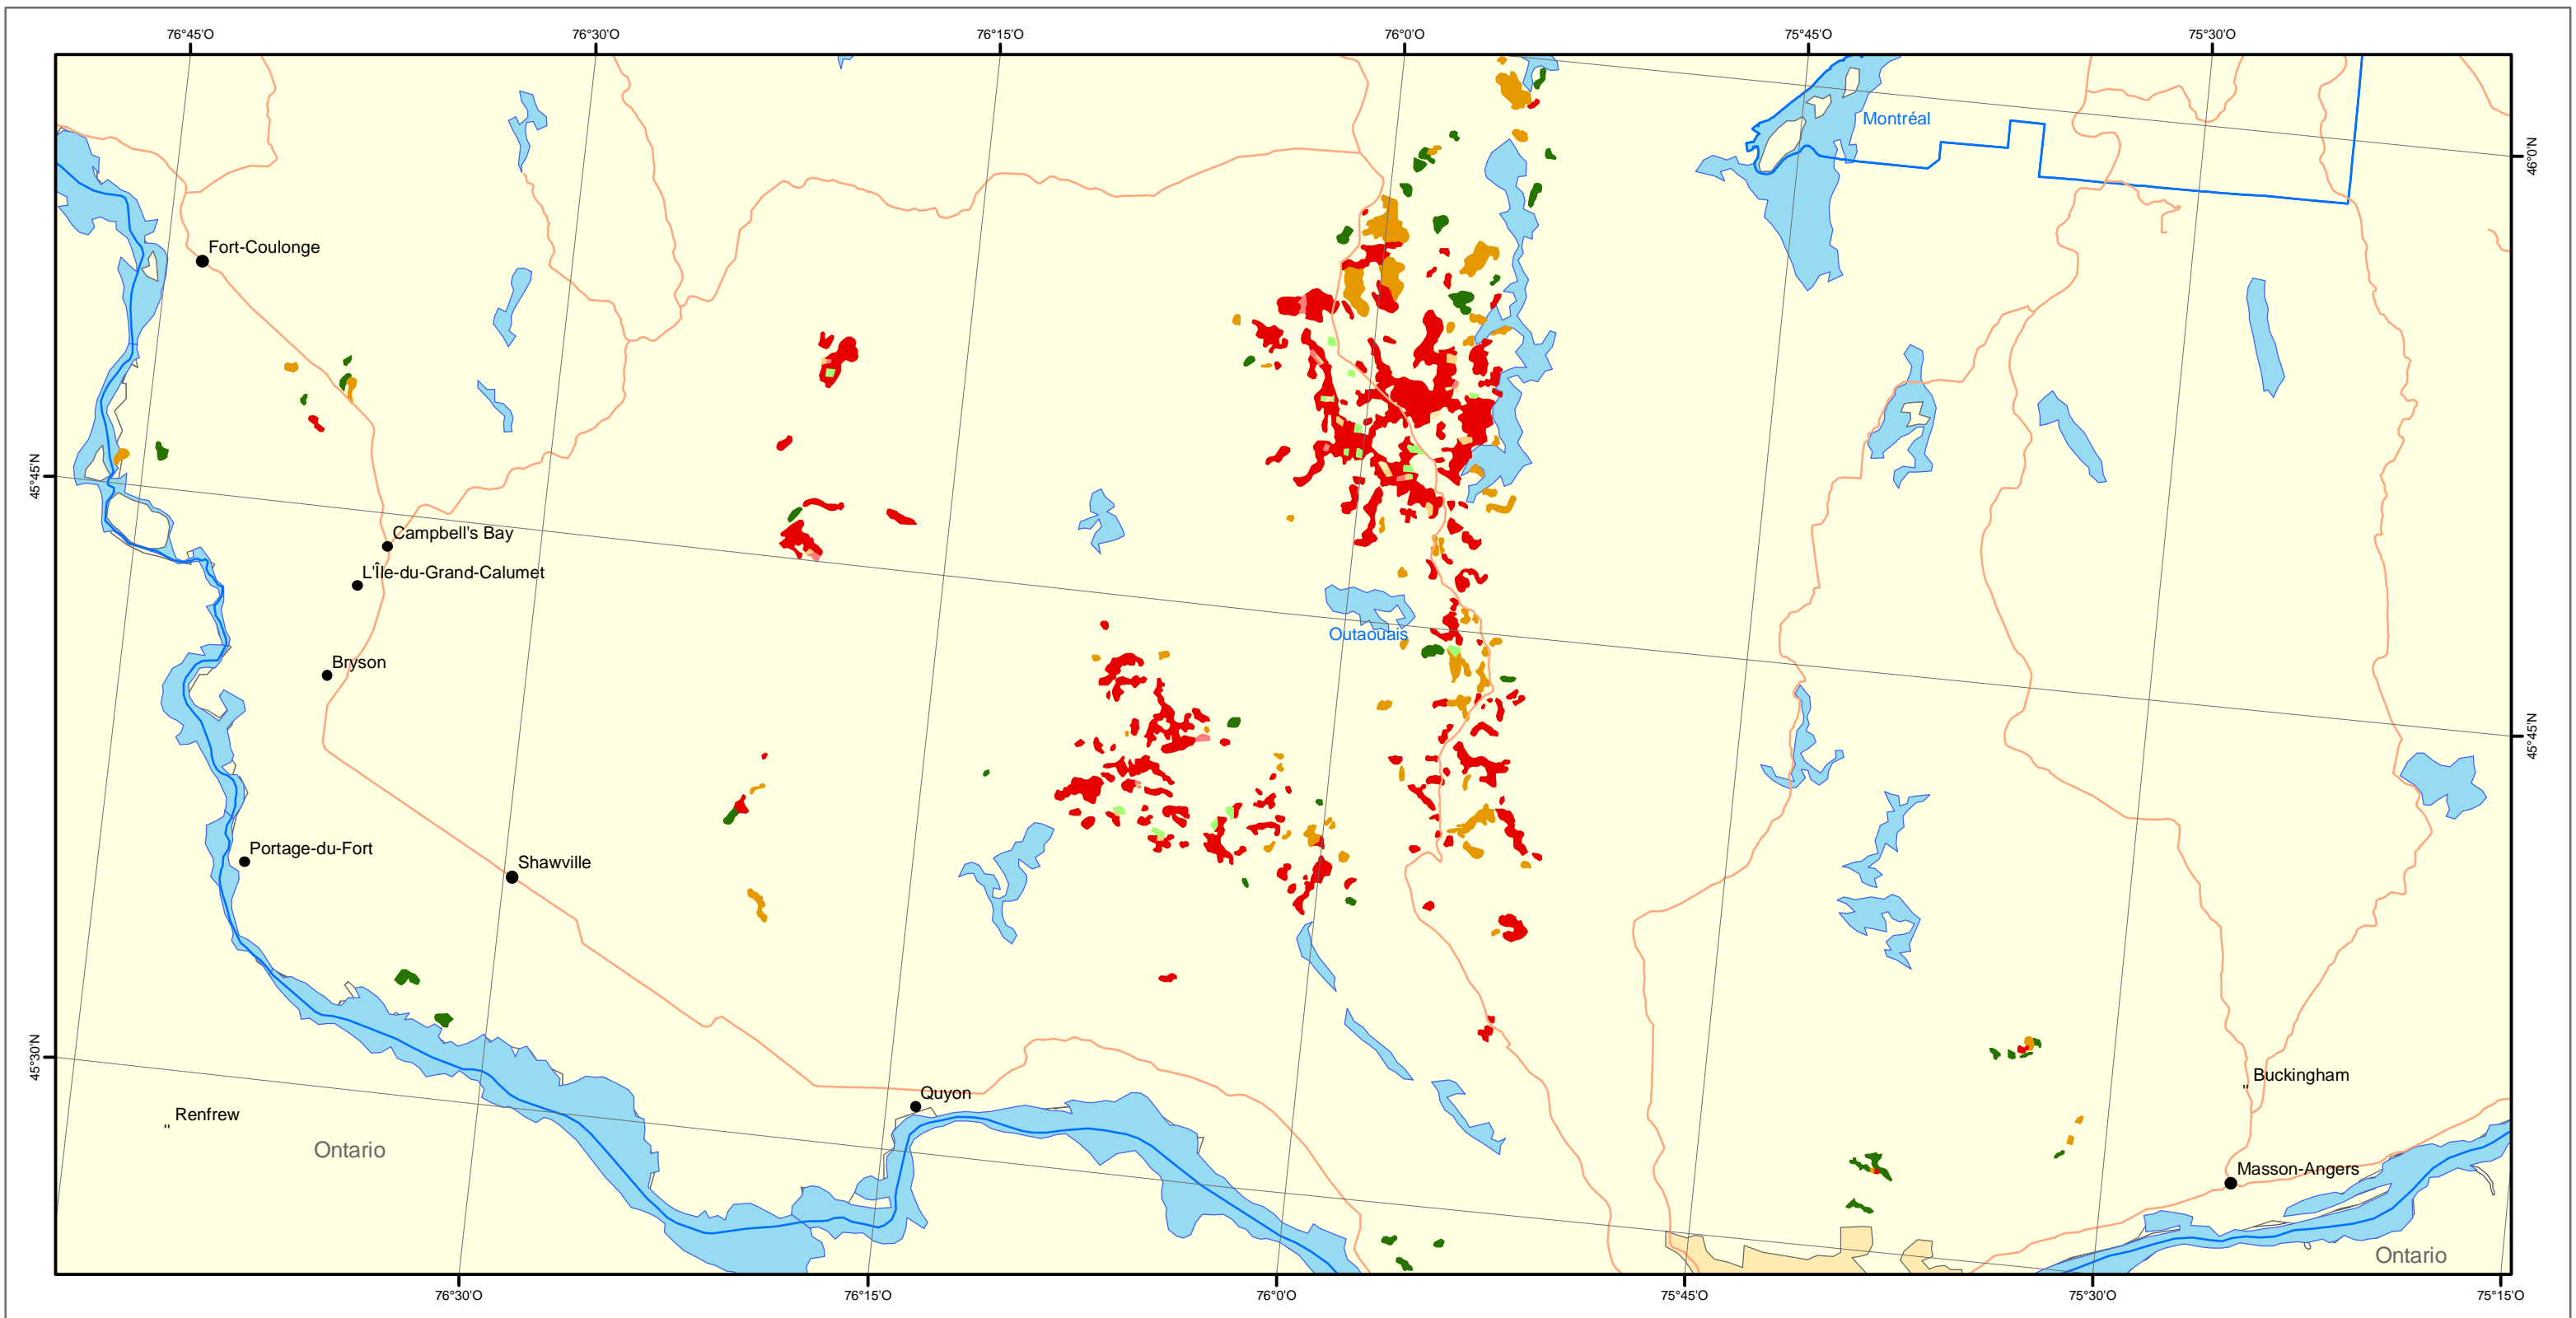 76°45'O
76°30'O
76°15'O
76°0'O
75°45'O
75°30'O
Montréal
46°0'N
Fort-Coulonge
45°45'N
Campbell's Bay
L'Île-du-Grand-Calumet
Outaouais
Bryson
45°45'N
Portage-du-Fort
Shawville
45°30'N
Buckingham
Quyon
Renfrew
Ontario
Masson-Angers
Ontario
76°30'O
76°15'O
76°0'O
75°45'O
75°30'O
75°15'O